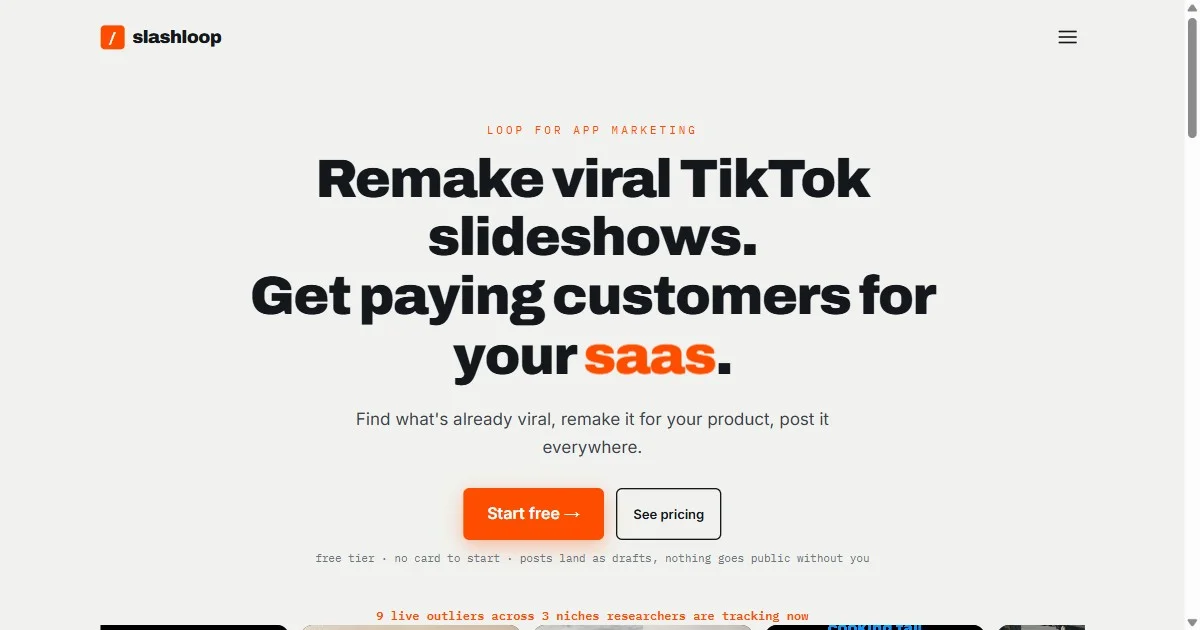 / slashloop
LOOP FOR APP MARKETING
Remake viral TikTok
slideshows.
Get paying customers for
your saas.
Find what's already viral, remake it for your product, post it
everywhere.
Start free →
See pricing
free tier · no card to start · posts land as drafts, nothing goes public without you
9 live outliers across 3 niches researchers are tracking now